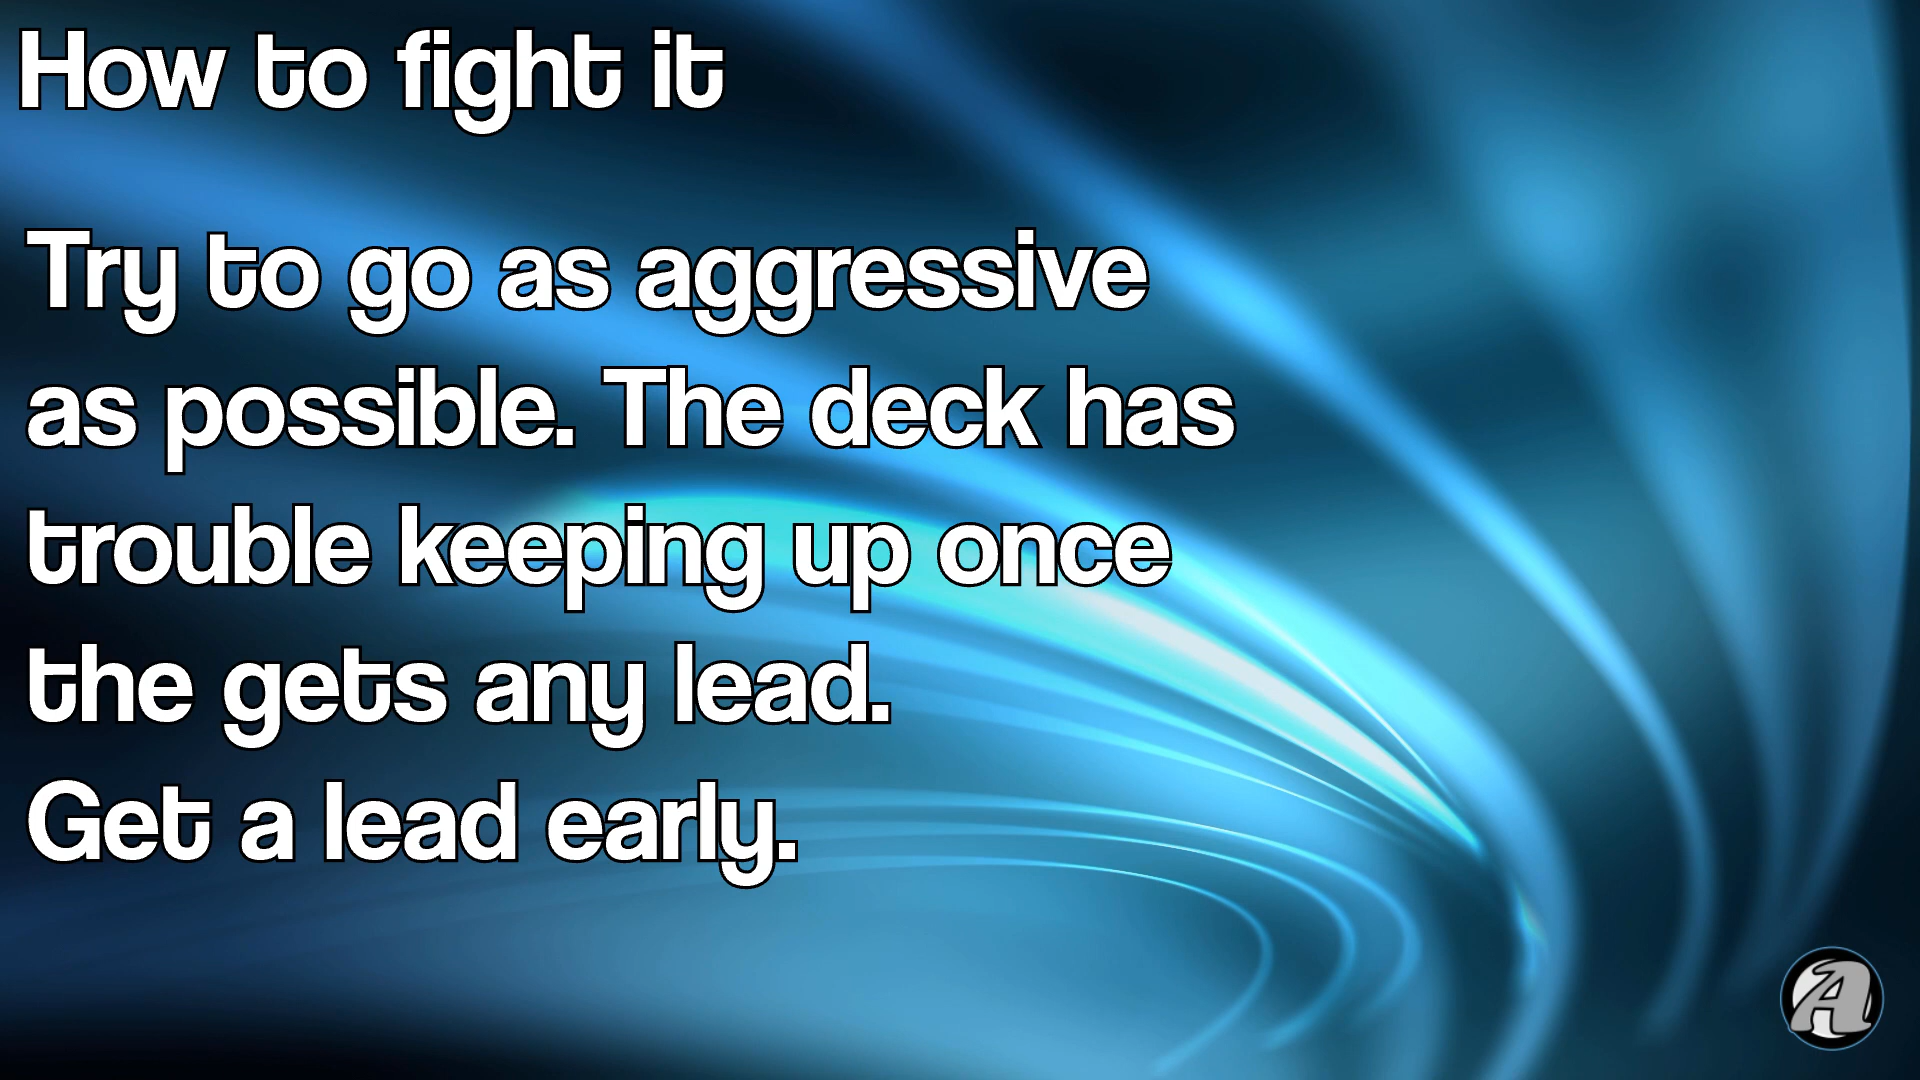 How to fight it
Try to go as aggressive
as possible. The deck has
trouble keeping up once
the gets any lead.
Get a lead early.
A